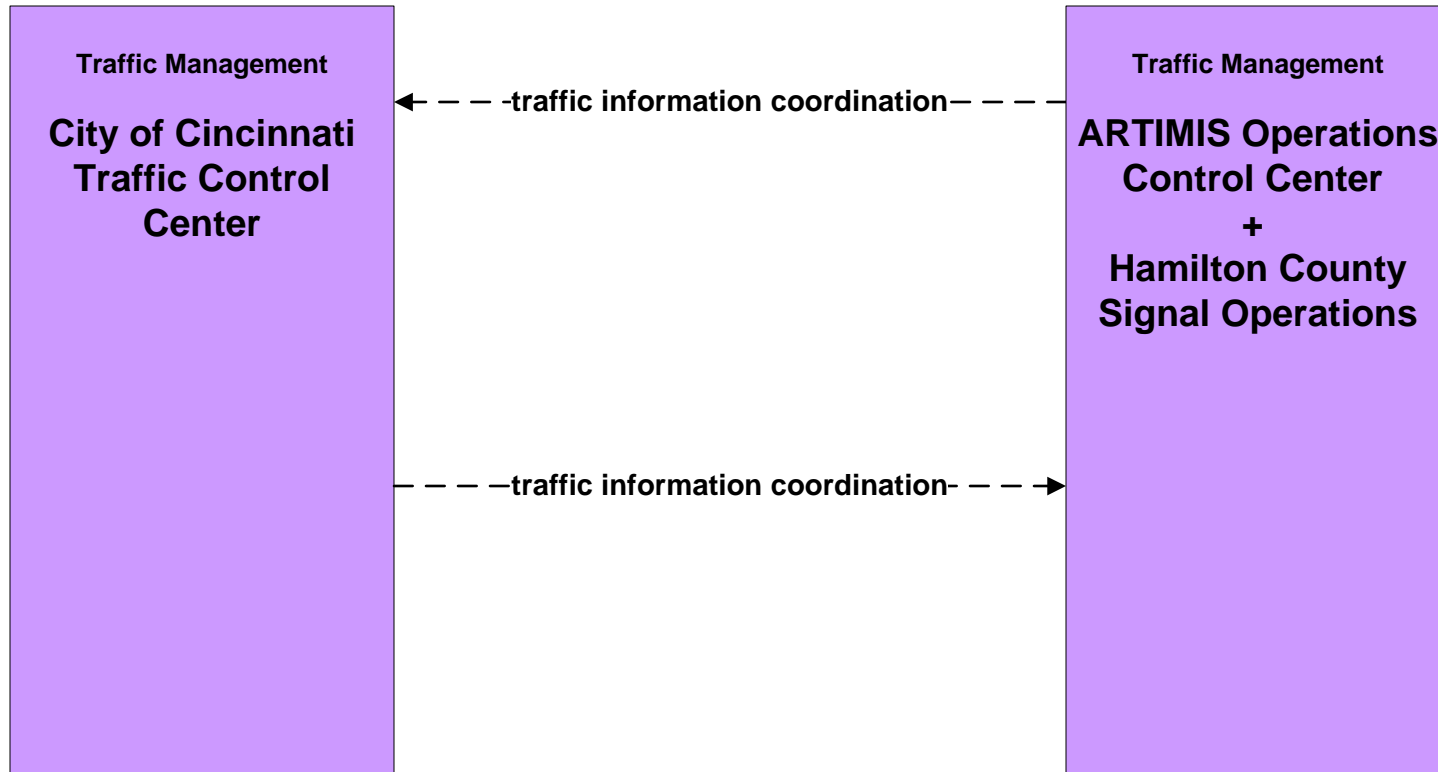 Traffic Management
City of Cincinnati
Traffic Control
Center
traffic information coordination
traffic information coordination
Traffic Management
ARTIMIS Operations
Control Center
+
Hamilton County
Signal Operations